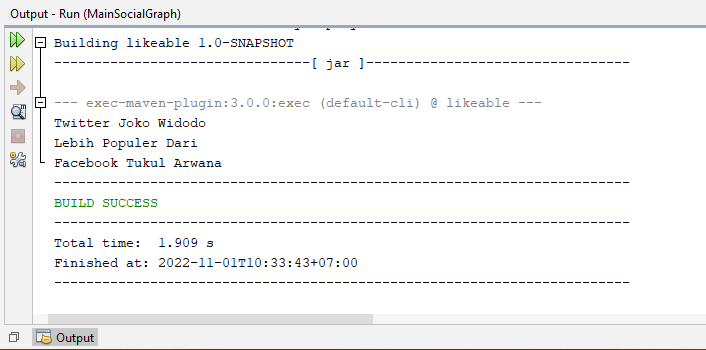 Output - Run (MainSocialGraph)
Building likeable 1.0-SNAPSHOT
--------------------------------[ jar ]---------------------------------
--- exec-maven-plugin:3.0.0:exec (default-cli) @ likeable ---
Twitter Joko Widodo
Lebih Populer Dari
Facebook Tukul Arwana
------------------------------------------------------------------------
BUILD SUCCESS
------------------------------------------------------------------------
Total time:  1.909 s
Finished at: 2022-11-01T10:33:43+07:00
------------------------------------------------------------------------
Output